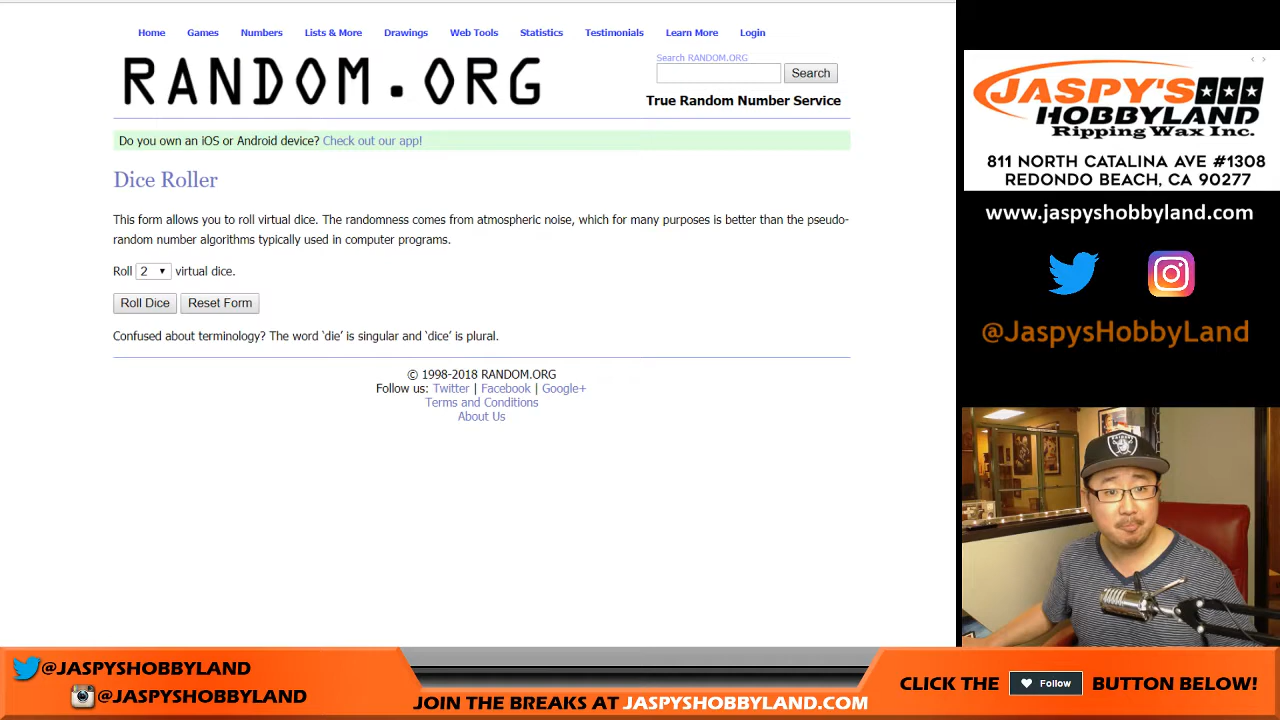 Home Games Numbers Lists & More Drawings Web Tools Statistics Testimonials Learn More Login
RANDOM.ORG
Search RANDOM.ORG
Search
True Random Number Service
Do you own an iOS or Android device? Check out our app!
Dice Roller
This form allows you to roll virtual dice. The randomness comes from atmospheric noise, which for many purposes is better than the pseudo-
random number algorithms typically used in computer programs.
Roll 2 virtual dice.
Roll Dice Reset Form
Confused about terminology? The word ‘die’ is singular and ‘dice’ is plural.
© 1998-2018 RANDOM.ORG
Follow us: Twitter | Facebook | Google+
Terms and Conditions
About Us
JASPY'S
HOBBYLAND
Ripping Wax Inc.
811 NORTH CATALINA AVE #1308
REDONDO BEACH, CA 90277
www.jaspyshobbyland.com
@JaspysHobbyLand
RAIDERS
@JASPYSHOBBYLAND
@JASPYSHOBBYLAND
JOIN THE BREAKS AT JASPYSHOBBYLAND.COM
CLICK THE Follow BUTTON BELOW!